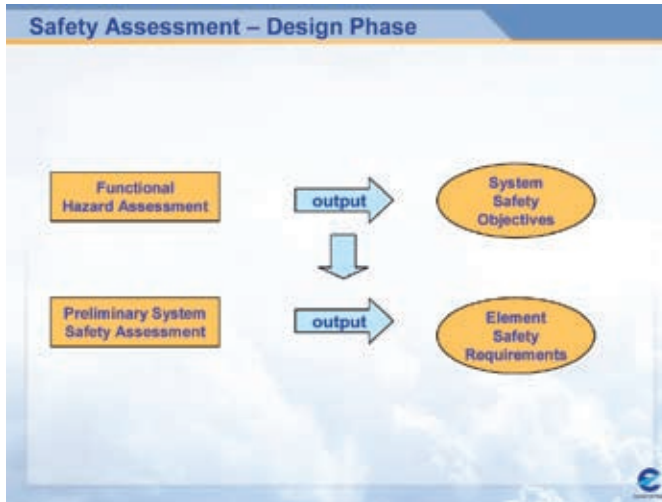 Safety Assessment – Design Phase
Functional
Hazard Assessment
output
System
Safety
Objectives
Preliminary System
Safety Assessment
output
Element
Safety
Requirements